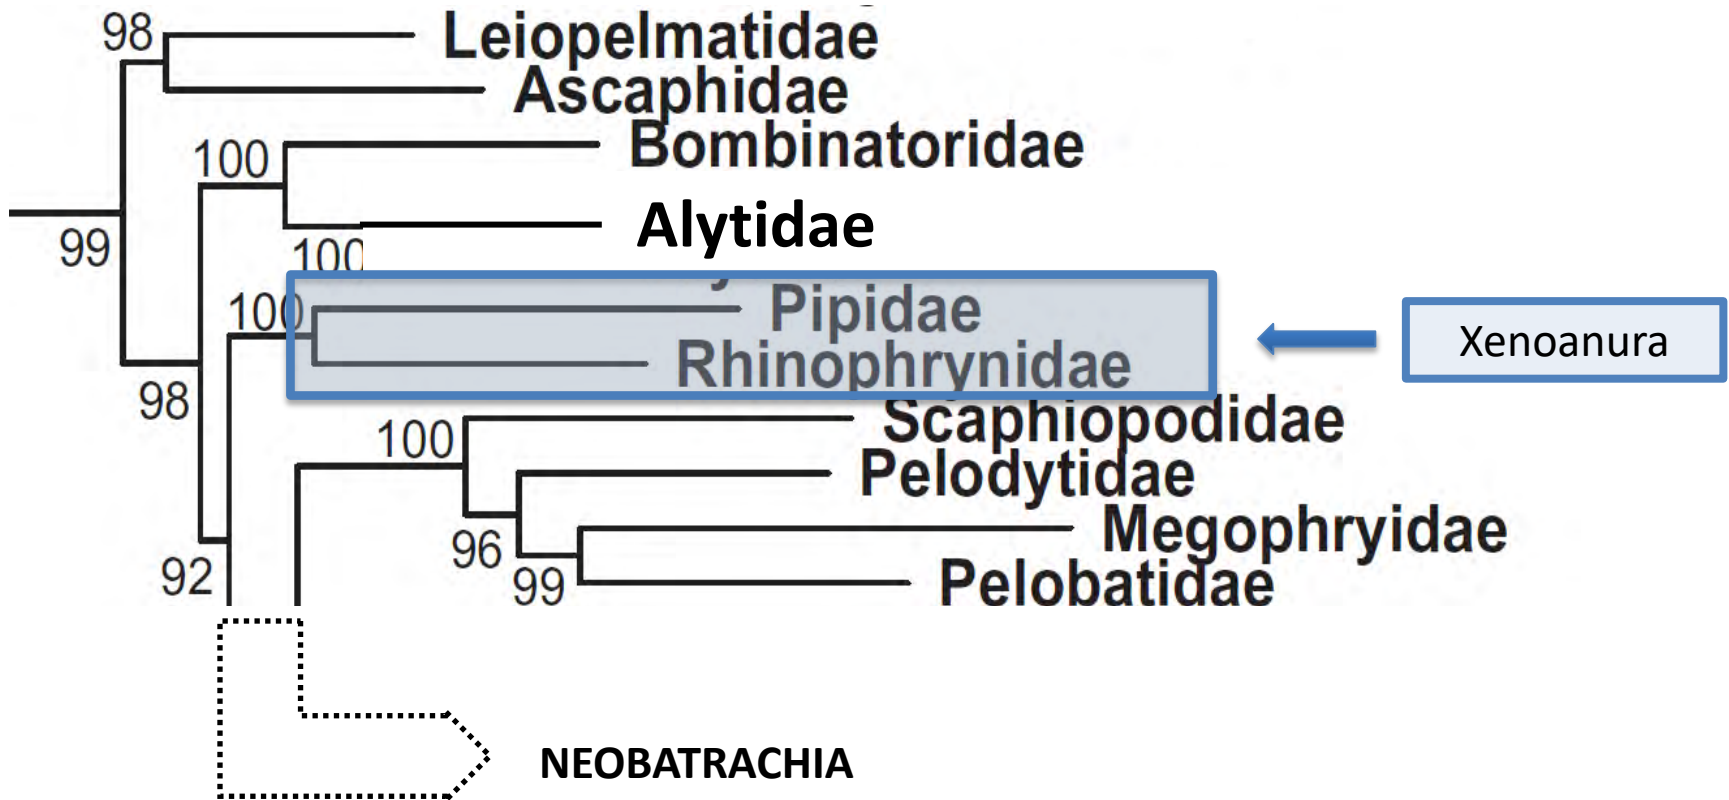 98
Leiopelmatidae
Ascaphidae
Bombinatoridae
100
Alytidae
99
100
Pipidae
100
Xenoanura
Rhinophrynidae
98
Scaphiopodidae
100
Pelodytidae
Megophryidae
96
92
99
Pelobatidae
NEOBATRACHIA